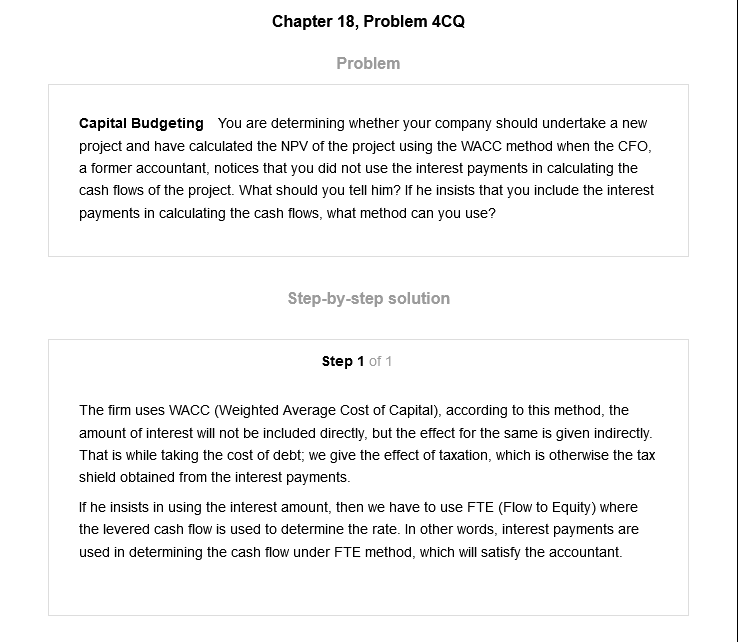 Chapter 18, Problem 4CQ
Problem
Capital Budgeting You are determining whether your company should undertake a new
project and have calculated the NPV of the project using the WACC method when the CFO,
a former accountant, notices that you did not use the interest payments in calculating the
cash flows of the project. What should you tell him? If he insists that you include the interest
payments in calculating the cash flows, what method can you use?
Step-by-step solution
Step 1 of 1
The firm uses WACC (Weighted Average Cost of Capital), according to this method, the
amount of interest will not be included directly, but the effect for the same is given indirectly.
That is while taking the cost of debt; we give the effect of taxation, which is otherwise the tax
shield obtained from the interest payments.
If he insists in using the interest amount, then we have to use FTE (Flow to Equity) where
the levered cash flow is used to determine the rate. In other words, interest payments are
used in determining the cash flow under FTE method, which will satisfy the accountant.